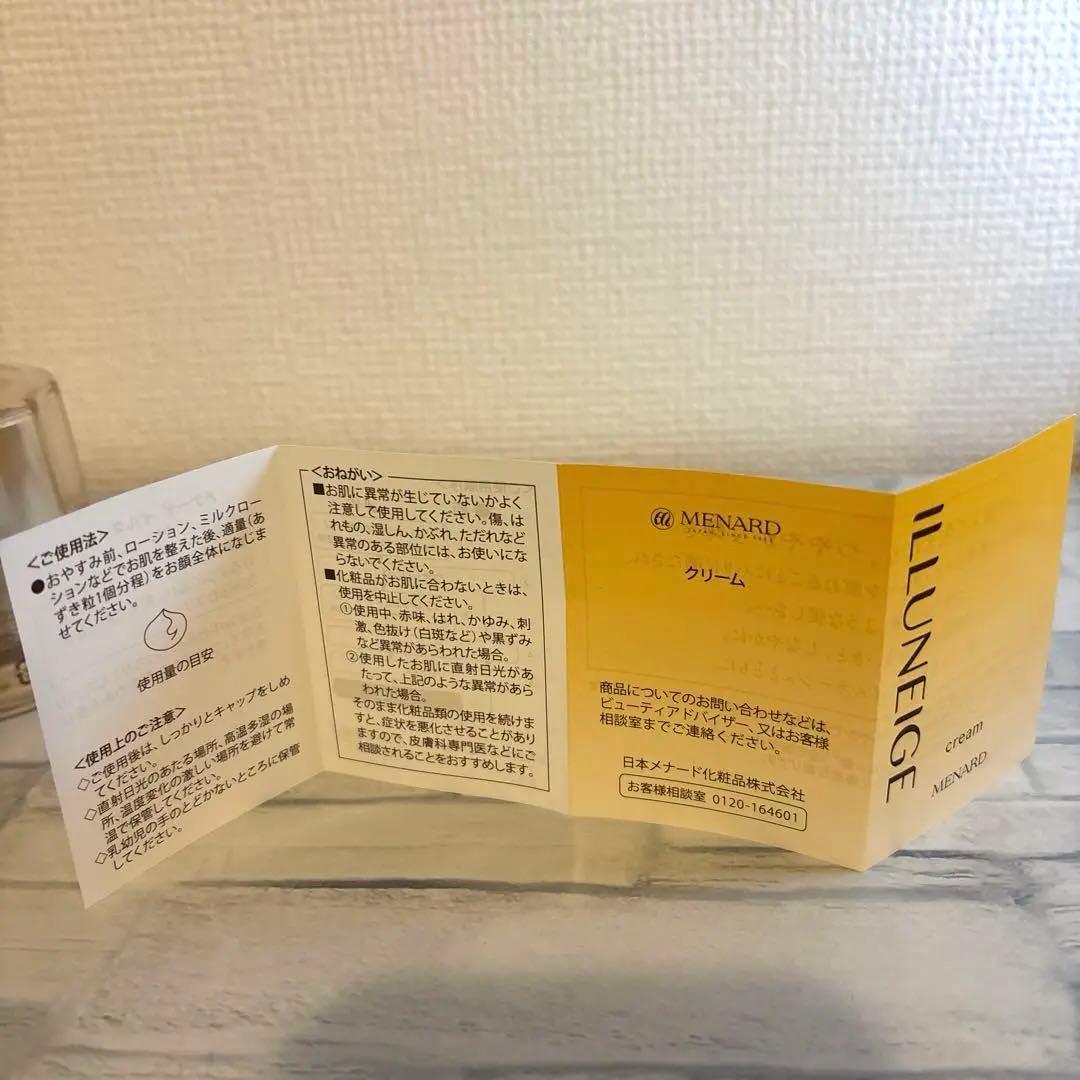 <ご使用法>
●おやすみ前、ローション、ミルクロー
ションなどでお肌を整えた後、適量(あ
ずき粒1個分程)をお顔全体になじま
せてください。
使用量の目安
<使用上のご注意>
◇ご使用後は、しっかりとキャップをしめ
てください。
◇直射日光のあたる場所、高温多湿の場
所、温度変化の激しい場所を避けて常
温で保管してください。
◇乳幼児の手のとどかないところに保管
してください。
<おねがい>
■お肌に異常が生じていないかよく
注意して使用してください。傷、は
れもの、湿しん、かぶれ、ただれなど
異常のある部位には、お使いにな
らないでください。
■化粧品がお肌に合わないときは、
使用を中止してください。
①使用中、赤味、はれ、かゆみ、刺
激、色抜け(白斑など)や黒ずみ
など異常があらわれた場合。
②使用したお肌に直射日光があ
たって、上記のような異常があら
われた場合。
そのまま化粧品類の使用を続けま
すと、症状を悪化させることがあり
ますので、皮膚科専門医などにご
相談されることをおすすめします。
MENARD
クリーム
商品についてのお問い合わせなどは、
ビューティアドバイザー、又はお客様
相談室までご連絡ください。
日本メナード化粧品株式会社
お客様相談室 0120-164601
ILLUNEIGE
cream
MENARD